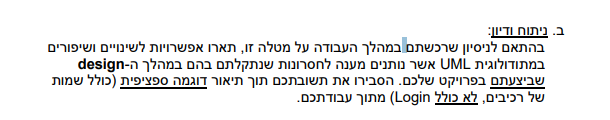 ב. ניתוח ודיון:
בהתאם לניסיון שרכשתם במהלך העבודה על מטלה זו, תארו אפשרויות לשינויים ושיפורים
במתודולוגית UML אשר נותנים מענה לחסרונות שנתקלתם בהם במהלך ה-design
שביצעתם בפרויקט שלכם. הסבירו את תשובתכם תוך תיאור דוגמה ספציפית (כולל שמות
של רכיבים, לא כולל Login) מתוך עבודתכם.